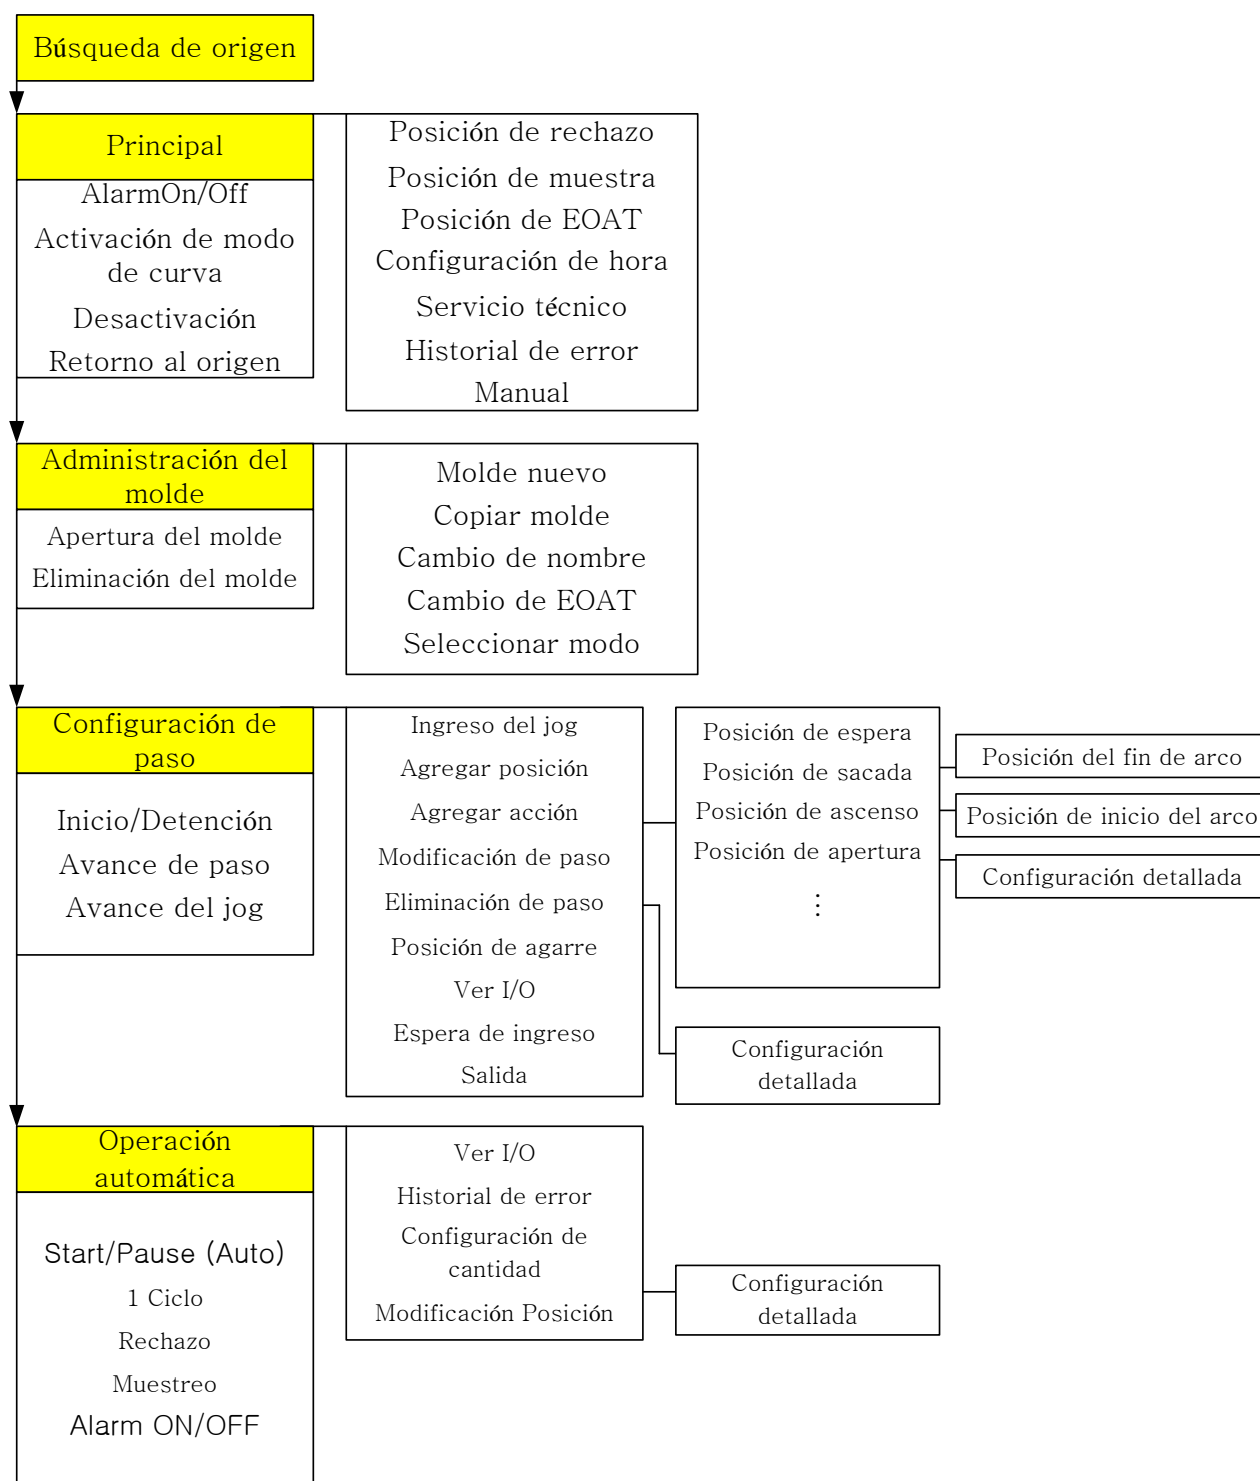 Búsqueda de origen
Principal
AlarmOn/Off
Activación de modo
de curva
Desactivación
Retorno al origen
Posición de rechazo
Posición de muestra
Posición de EOAT
Configuración de hora
Servicio técnico
Historial de error
Manual
Administración del
molde
Apertura del molde
Eliminación del molde
Molde nuevo
Copiar molde
Cambio de nombre
Cambio de EOAT
Seleccionar modo
Configuración de
paso
Inicio/Detención
Avance de paso
Avance del jog
Ingreso del jog
Agregar posición
Agregar acción
Modificación de paso
Eliminación de paso
Posición de agarre
Ver I/O
Espera de ingreso
Salida
Posición de espera
Posición de sacada
Posición de ascenso
Posición de apertura
⋮
Posición del fin de arco
Posición de inicio del arco
Configuración detallada
Configuración
detallada
Operación
automática
Start/Pause (Auto)
1 Ciclo
Rechazo
Muestreo
Alarm ON/OFF
Ver I/O
Historial de error
Configuración de
cantidad
Modificación Posición
Configuración
detallada